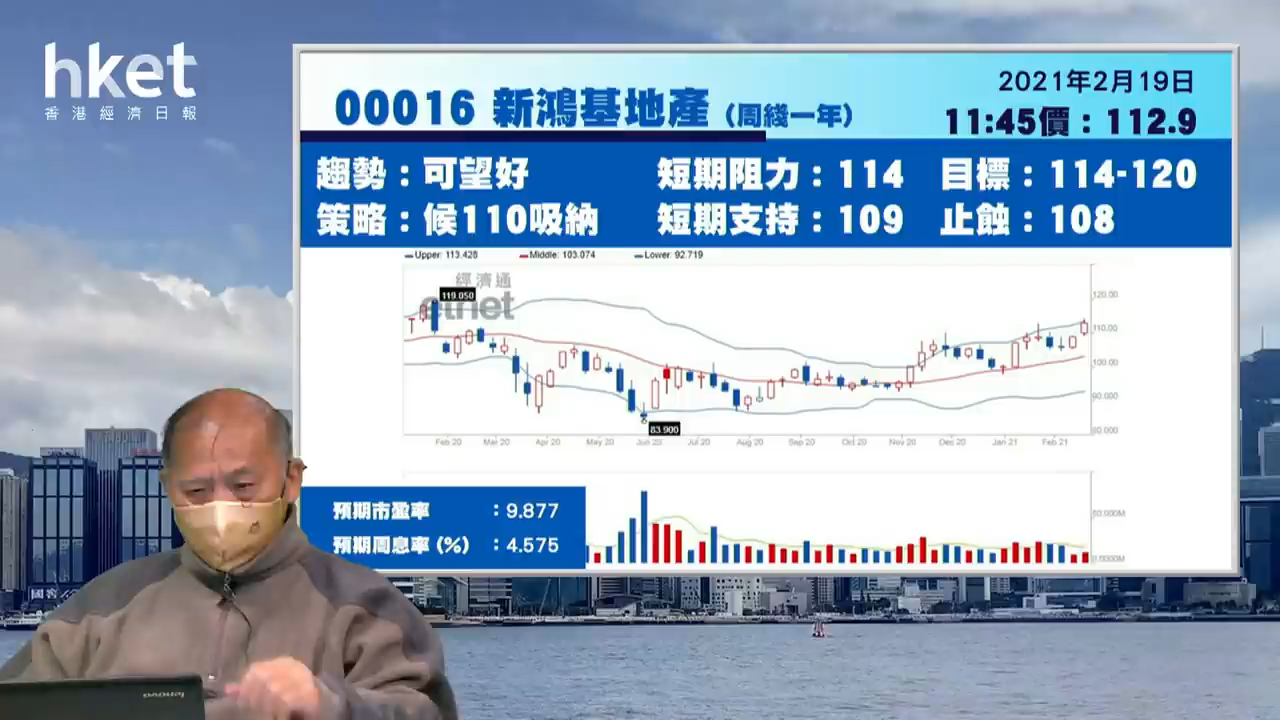 hket
香港經濟日報
00016 新鴻基地產 (周綫一年)
2021年2月19日
11:45價：112.9
趨勢：可望好
短期阻力：114
目標：114-120
策略：候110吸納
短期支持：109
止蝕：108
Upper: 113.428
Middle: 103.074
Lower: 92.719
經濟通
etnet
119.050
83.900
120.00
110.00
100.00
90.000
80.000
Feb 20
Mar 20
Apr 20
May 20
Jun 20
Jul 20
Aug 20
Sep 20
Oct 20
Nov 20
Dec 20
Jan 21
Feb 21
預期市盈率 ：9.877
預期周息率 (%) ：4.575
50.000M
0.0000M
lenovo